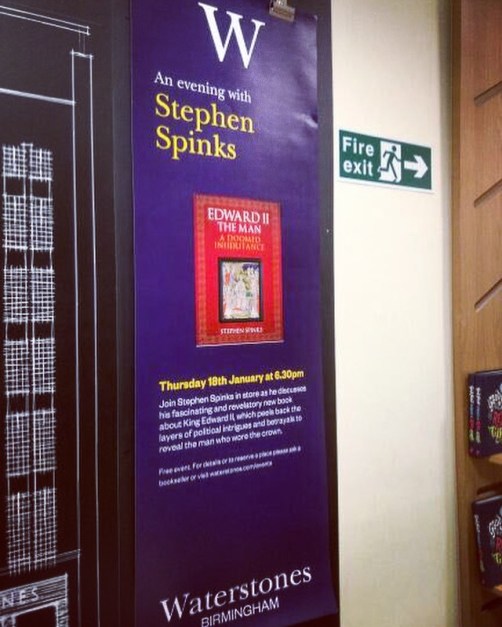 W
An evening with
Stephen
Spinks
Fire
exit
EDWARD II
THE MAN
A DOOMED
INHERITANCE
STEPHEN SPINKS
Thursday 18th January at 6.30pm
Join Stephen Spinks in store as he discusses
his fascinating and revelatory new book
about King Edward II, which peels back the
layers of political intrigues and betrayals to
reveal the man who wore the crown.
Free event. For details or to reserve a place please ask a
bookseller or visit waterstones.com/events
NES
Waterstones
BIRMINGHAM